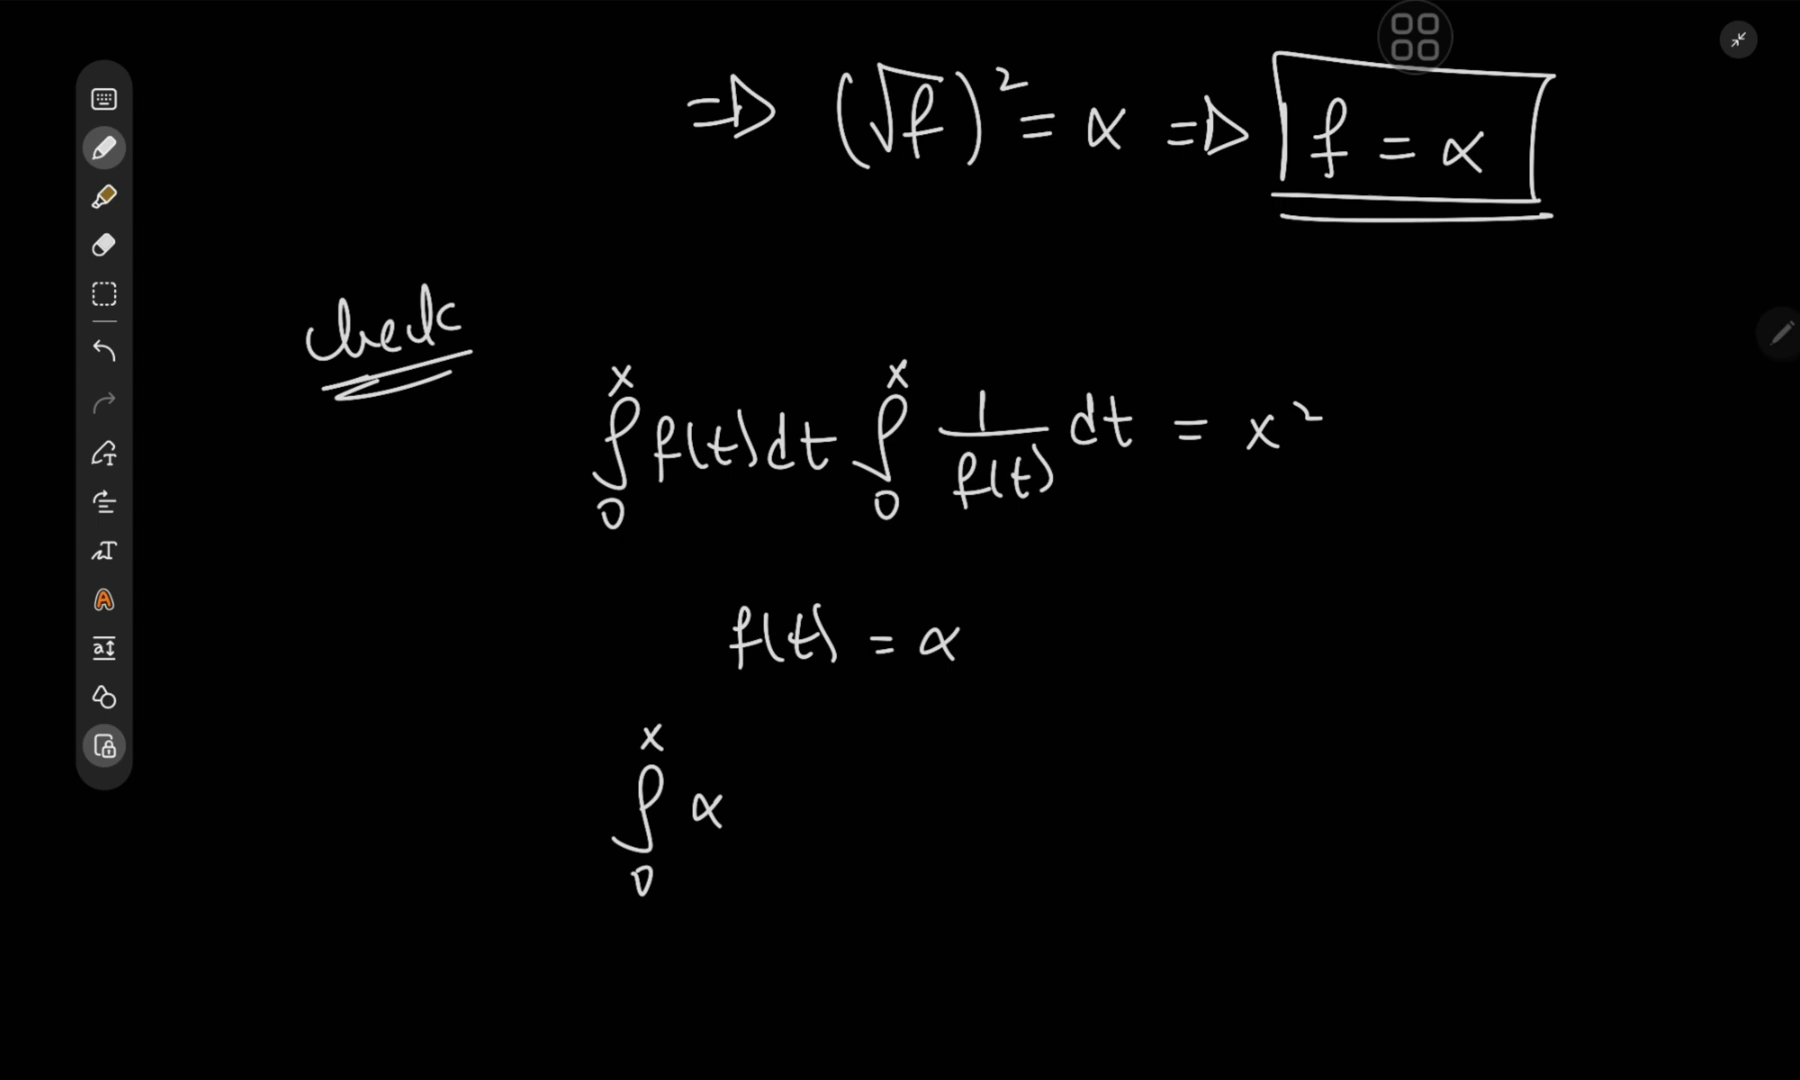 => (√f)² = α => f = α
check
∫₀ˣ f(t)dt ∫₀ˣ 1/f(t) dt = x²
f(t) = α
∫₀ˣ α